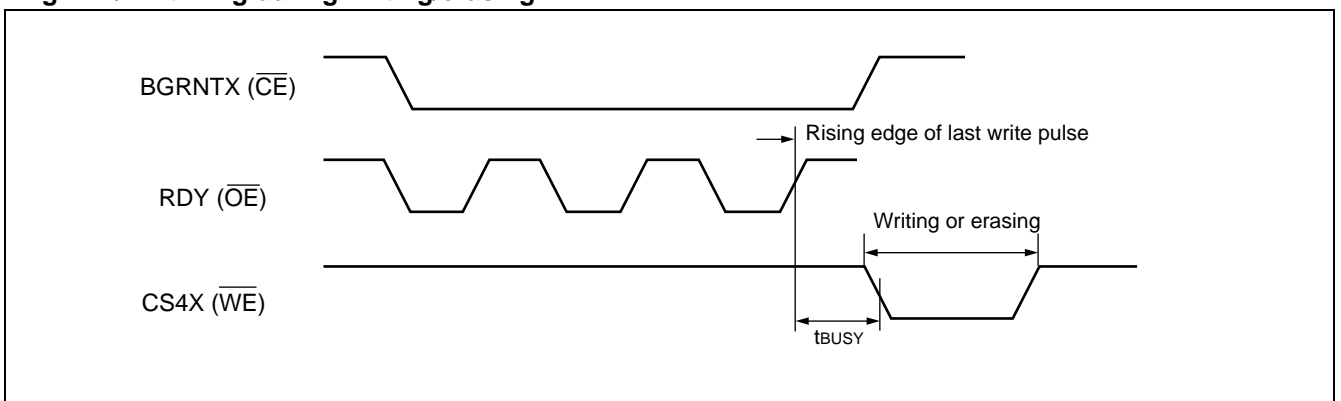 BGRNTX (CE)
Rising edge of last write pulse
RDY (OE)
Writing or erasing
CS4X (WE)
tBUSY